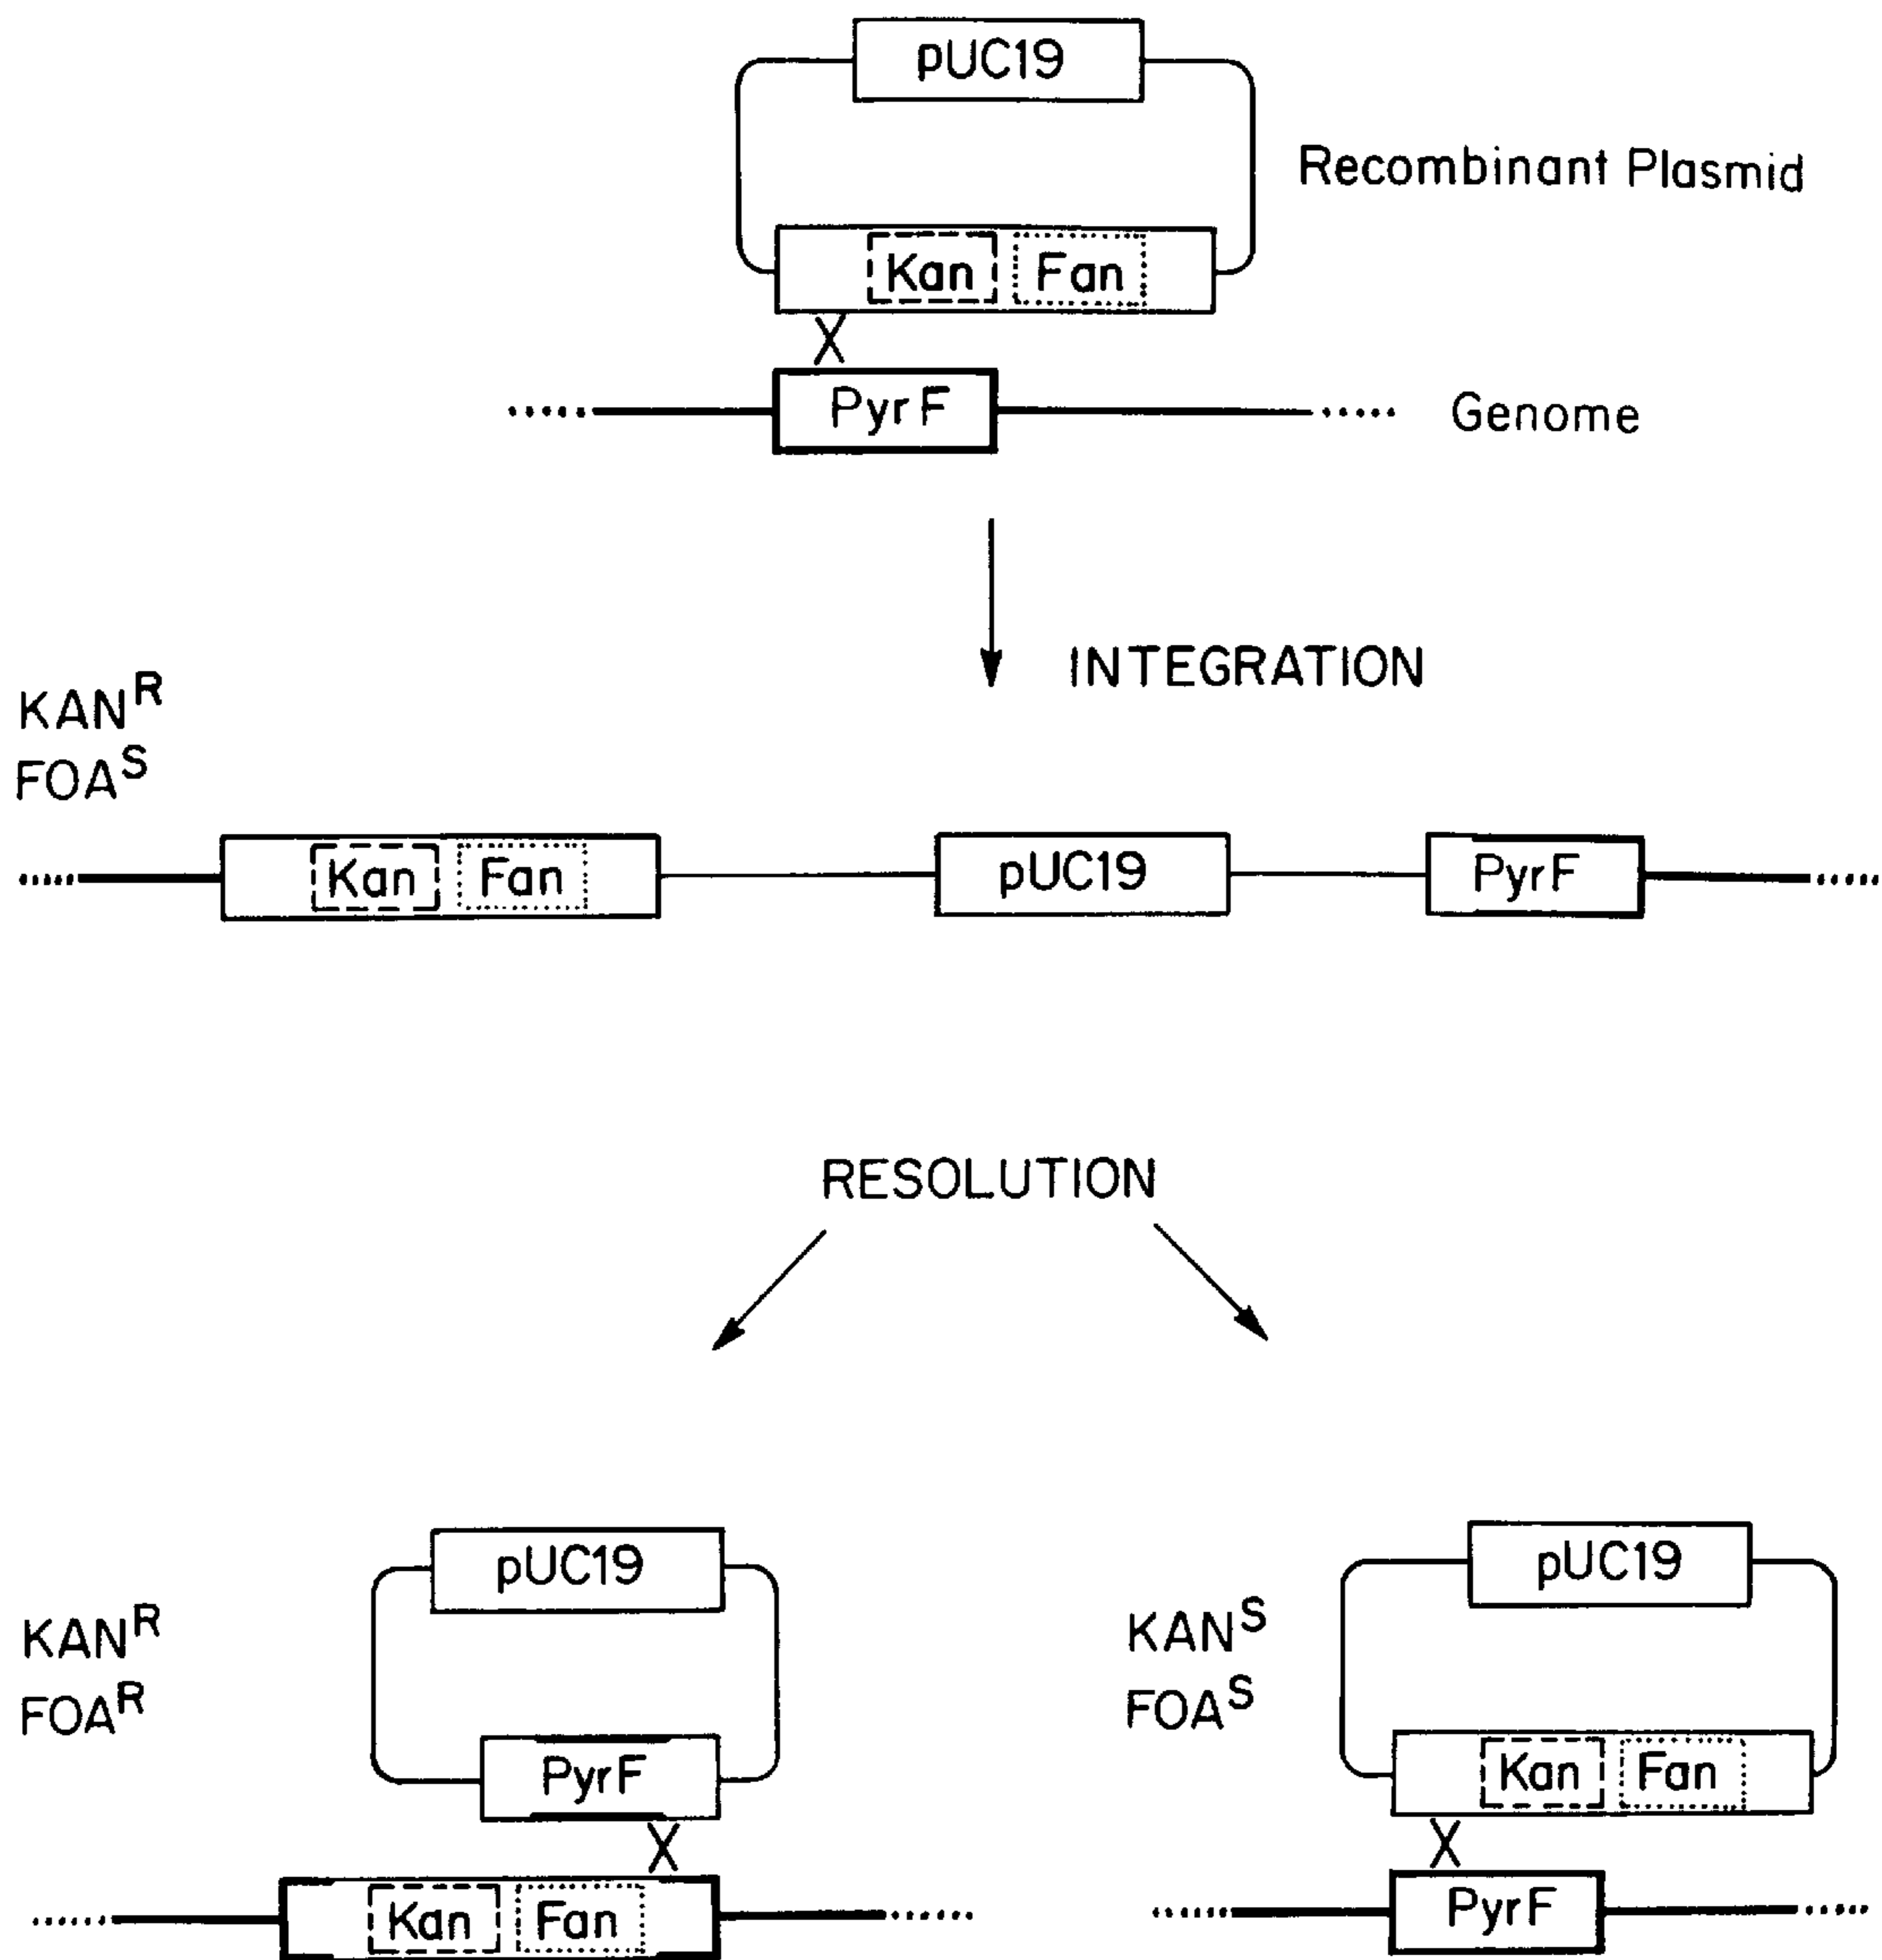 pUC19
Recombinant Plasmid
Kan Fan
X
PyrF
Genome
INTEGRATION
KAN^R
FOA^S
Kan Fan pUC19 PyrF
RESOLUTION
KAN^R
FOA^R
pUC19
PyrF
X
Kan Fan
KAN^S
FOA^S
pUC19
Kan Fan
X
PyrF